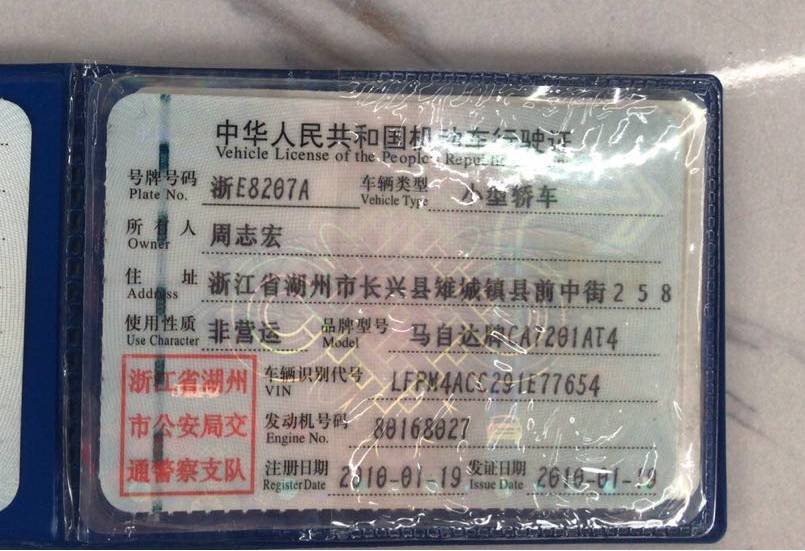 中华人民共和国机动车行驶证
Vehicle License of the People's Republic
号牌号码 浙E8207A 车辆类型 小型轿车
Plate No. Vehicle Type
所有人 周志宏
Owner
住址 浙江省湖州市长兴县雉城镇县前中街258
Address
使用性质 非营运 品牌型号 马自达牌CA7201AT4
Use Character Model
浙江省湖州
市公安局交
通警察支队
车辆识别代号 LFPM4ACC291E77654
VIN
发动机号码 80168027
Engine No.
注册日期 2010-01-19 发证日期 2010-01-19
Register Date Issue Date